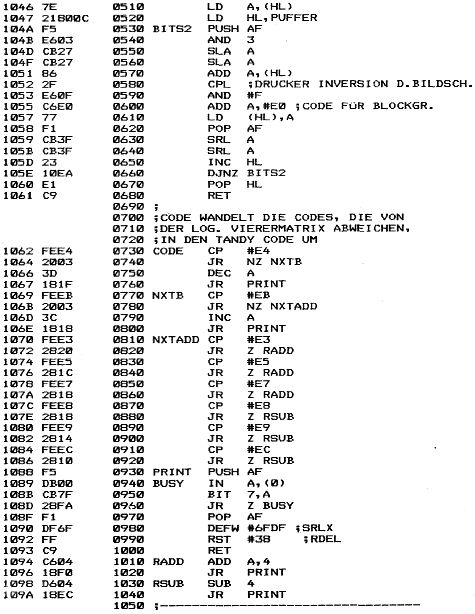 1046 7E 0510 LD A,(HL)
1047 21800C 0520 LD HL,PUFFER
104A F5 0530 BITS2 PUSH AF
104B E603 0540 AND 3
104D CB27 0550 SLA A
104F CB27 0560 SLA A
1051 86 0570 ADD A,(HL)
1052 2F 0580 CPL ;DRUCKER INVERSION D.BILDSCH.
1053 E60F 0590 AND #F
1055 C6E0 0600 ADD A,#E0 ;CODE FÜR BLOCKGR.
1057 77 0610 LD (HL),A
1058 F1 0620 POP AF
1059 CB3F 0630 SRL A
105B CB3F 0640 SRL A
105D 23 0650 INC HL
105E 10EA 0660 DJNZ BITS2
1060 E1 0670 POP HL
1061 C9 0680 RET
0690 ;
0700 ;CODE WANDELT DIE CODES, DIE VON
0710 ;DER LOG. VIERERMATRIX ABWEICHEN,
0720 ;IN DEN TANDY CODE UM
1062 FEE4 0730 CODE CP #E4
1064 2003 0740 JR NZ NXTB
1066 3D 0750 DEC A
1067 181F 0760 JR PRINT
1069 FEEB 0770 NXTB CP #EB
106B 2003 0780 JR NZ NXTADD
106D 3C 0790 INC A
106E 1818 0800 JR PRINT
1070 FEE3 0810 NXTADD CP #E3
1072 2820 0820 JR Z RADD
1074 FEE5 0830 CP #E5
1076 281C 0840 JR Z RADD
1078 FEE7 0850 CP #E7
107A 2818 0860 JR Z RADD
107C FEE8 0870 CP #E8
107E 2818 0880 JR Z RSUB
1080 FEE9 0890 CP #E9
1082 2814 0900 JR Z RSUB
1084 FEEC 0910 CP #EC
1086 2810 0920 JR Z RSUB
1088 F5 0930 PRINT PUSH AF
1089 DB00 0940 BUSY IN A,(0)
108B CB7F 0950 BIT 7,A
108D 28FA 0960 JR Z BUSY
108F F1 0970 POP AF
1090 DF6F 0980 DEFW #6FDF ;SRLX
1092 FF 0990 RST #38 ;RDEL
1093 C9 1000 RET
1094 C604 1010 RADD ADD A,4
1096 18F0 1020 JR PRINT
1098 D604 1030 RSUB SUB 4
109A 18EC 1040 JR PRINT
1050 ;---------------------------------